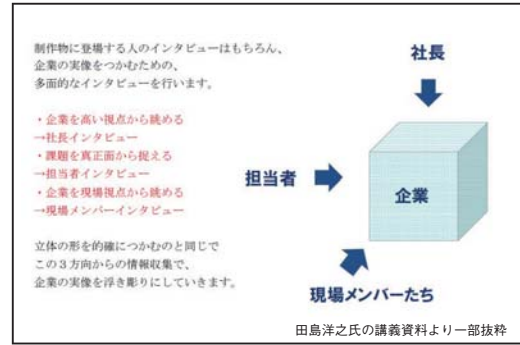 制作物に登場する人のインタビューはもちろん、
企業の実像をつかむための、
多面的なインタビューを行います。
・企業を高い視点から眺める
→社長インタビュー
・課題を真正面から捉える
→担当者インタビュー
・企業を現場視点から眺める
→現場メンバーインタビュー
立体の形を的確につかむのと同じで
この３方向からの情報収集で、
企業の実像を浮き彫りにしていきます。
社長
担当者
企業
現場メンバーたち
田島洋之氏の講義資料より一部抜粋